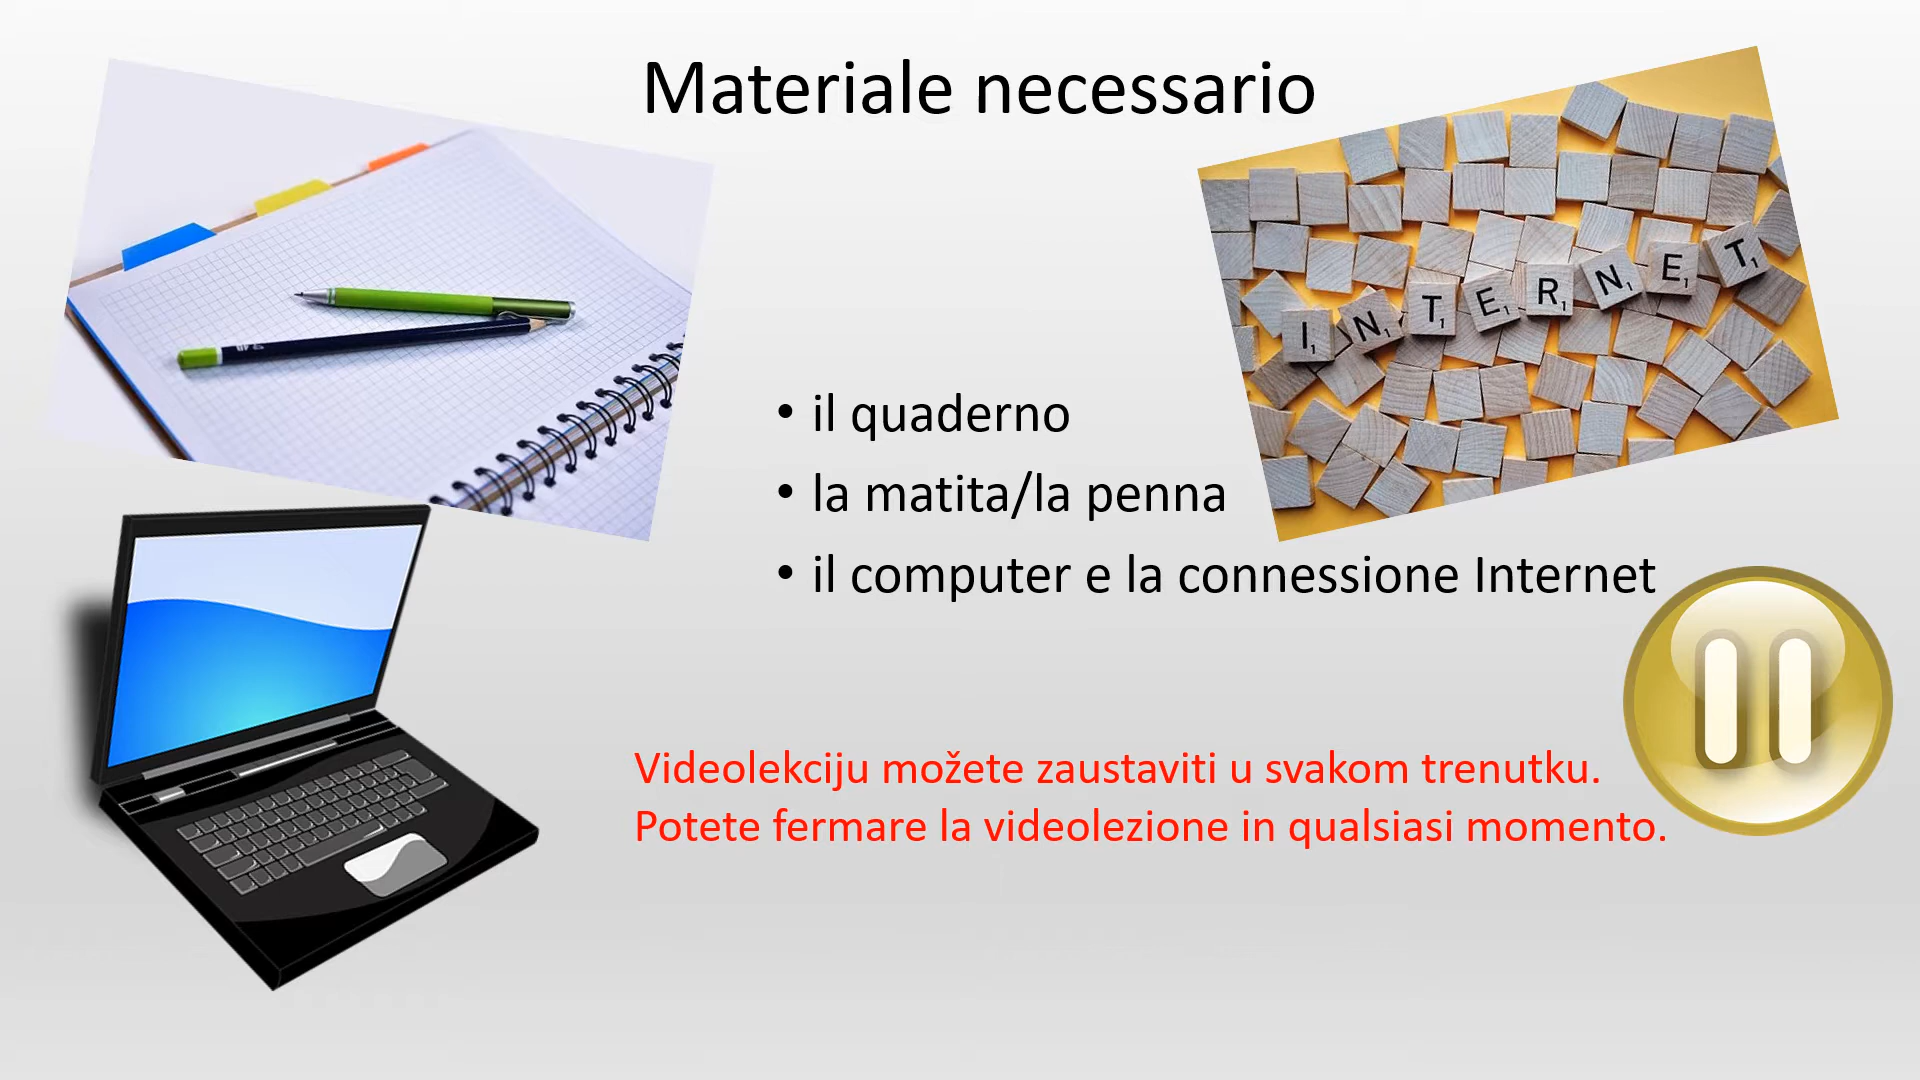 Materiale necessario
INTERNET
• il quaderno
• la matita/la penna
• il computer e la connessione Internet
Videolekciju možete zaustaviti u svakom trenutku.
Potete fermare la videolezione in qualsiasi momento.